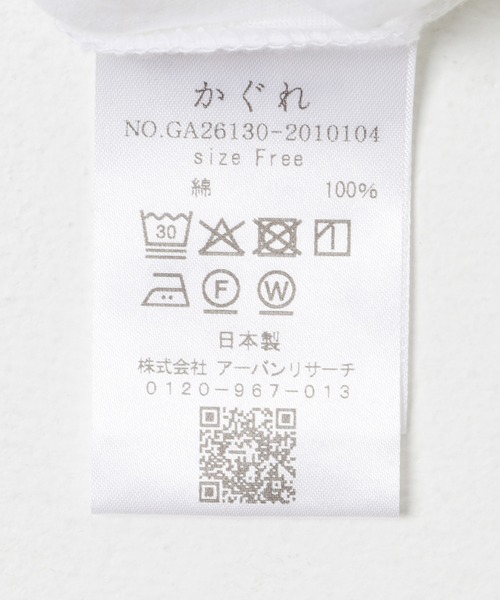 かぐれ
NO.GA26130-2010104
size Free
綿 100%
30
F W
日本製
株式会社 アーバンリサーチ
0120-967-013